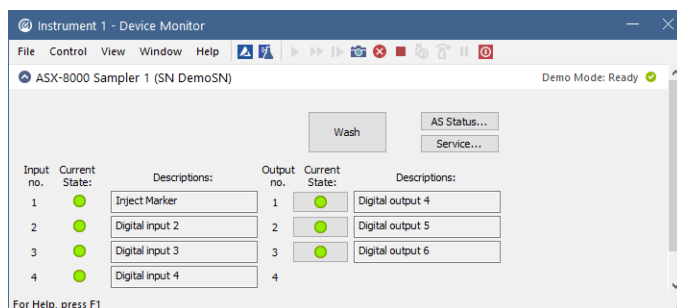 Instrument 1 - Device Monitor
File Control View Window Help
ASX-8000 Sampler 1 (SN DemoSN) Demo Mode: Ready
Wash
AS Status...
Service...
Input no. Current State: Descriptions: Output no. Current State: Descriptions:
1 Inject Marker 1 Digital output 4
2 Digital input 2 2 Digital output 5
3 Digital input 3 3 Digital output 6
4 Digital input 4 4
For Help, press F1